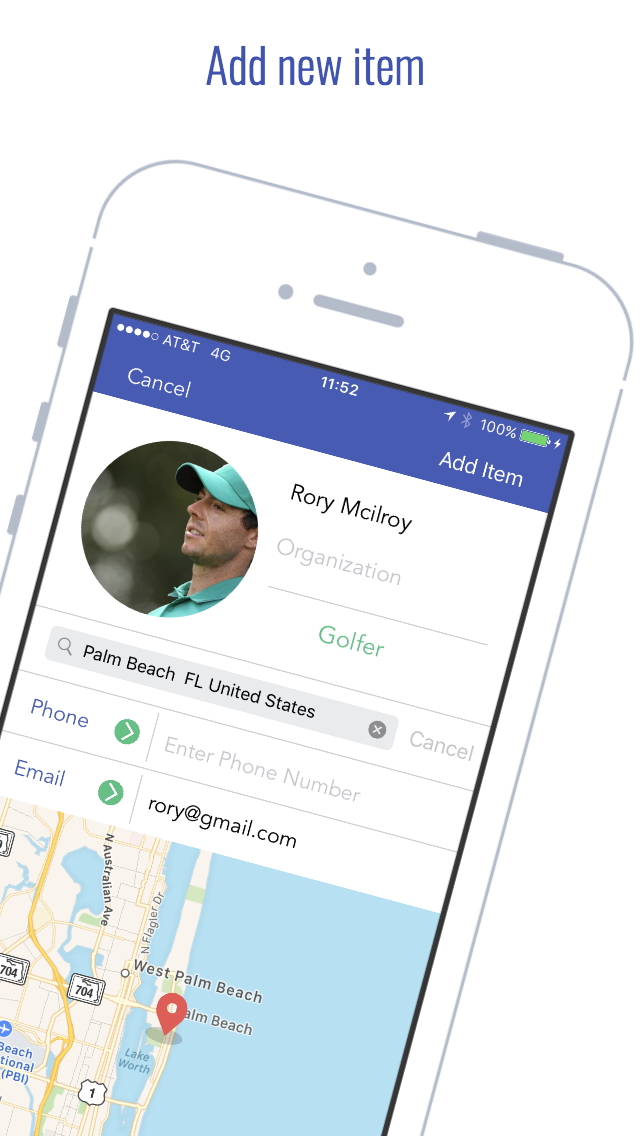 Add new item
AT&T 4G
11:52
100%
Cancel
Add Item
Rory Mcilroy
Organization
Golfer
Palm Beach FL United States
Cancel
Phone
Enter Phone Number
Email
rory@gmail.com
N Australian Ave
N Flagler Dr
West Palm Beach
704
704
Palm Beach
Beach
tional
(PBI)
Lake
Worth
1